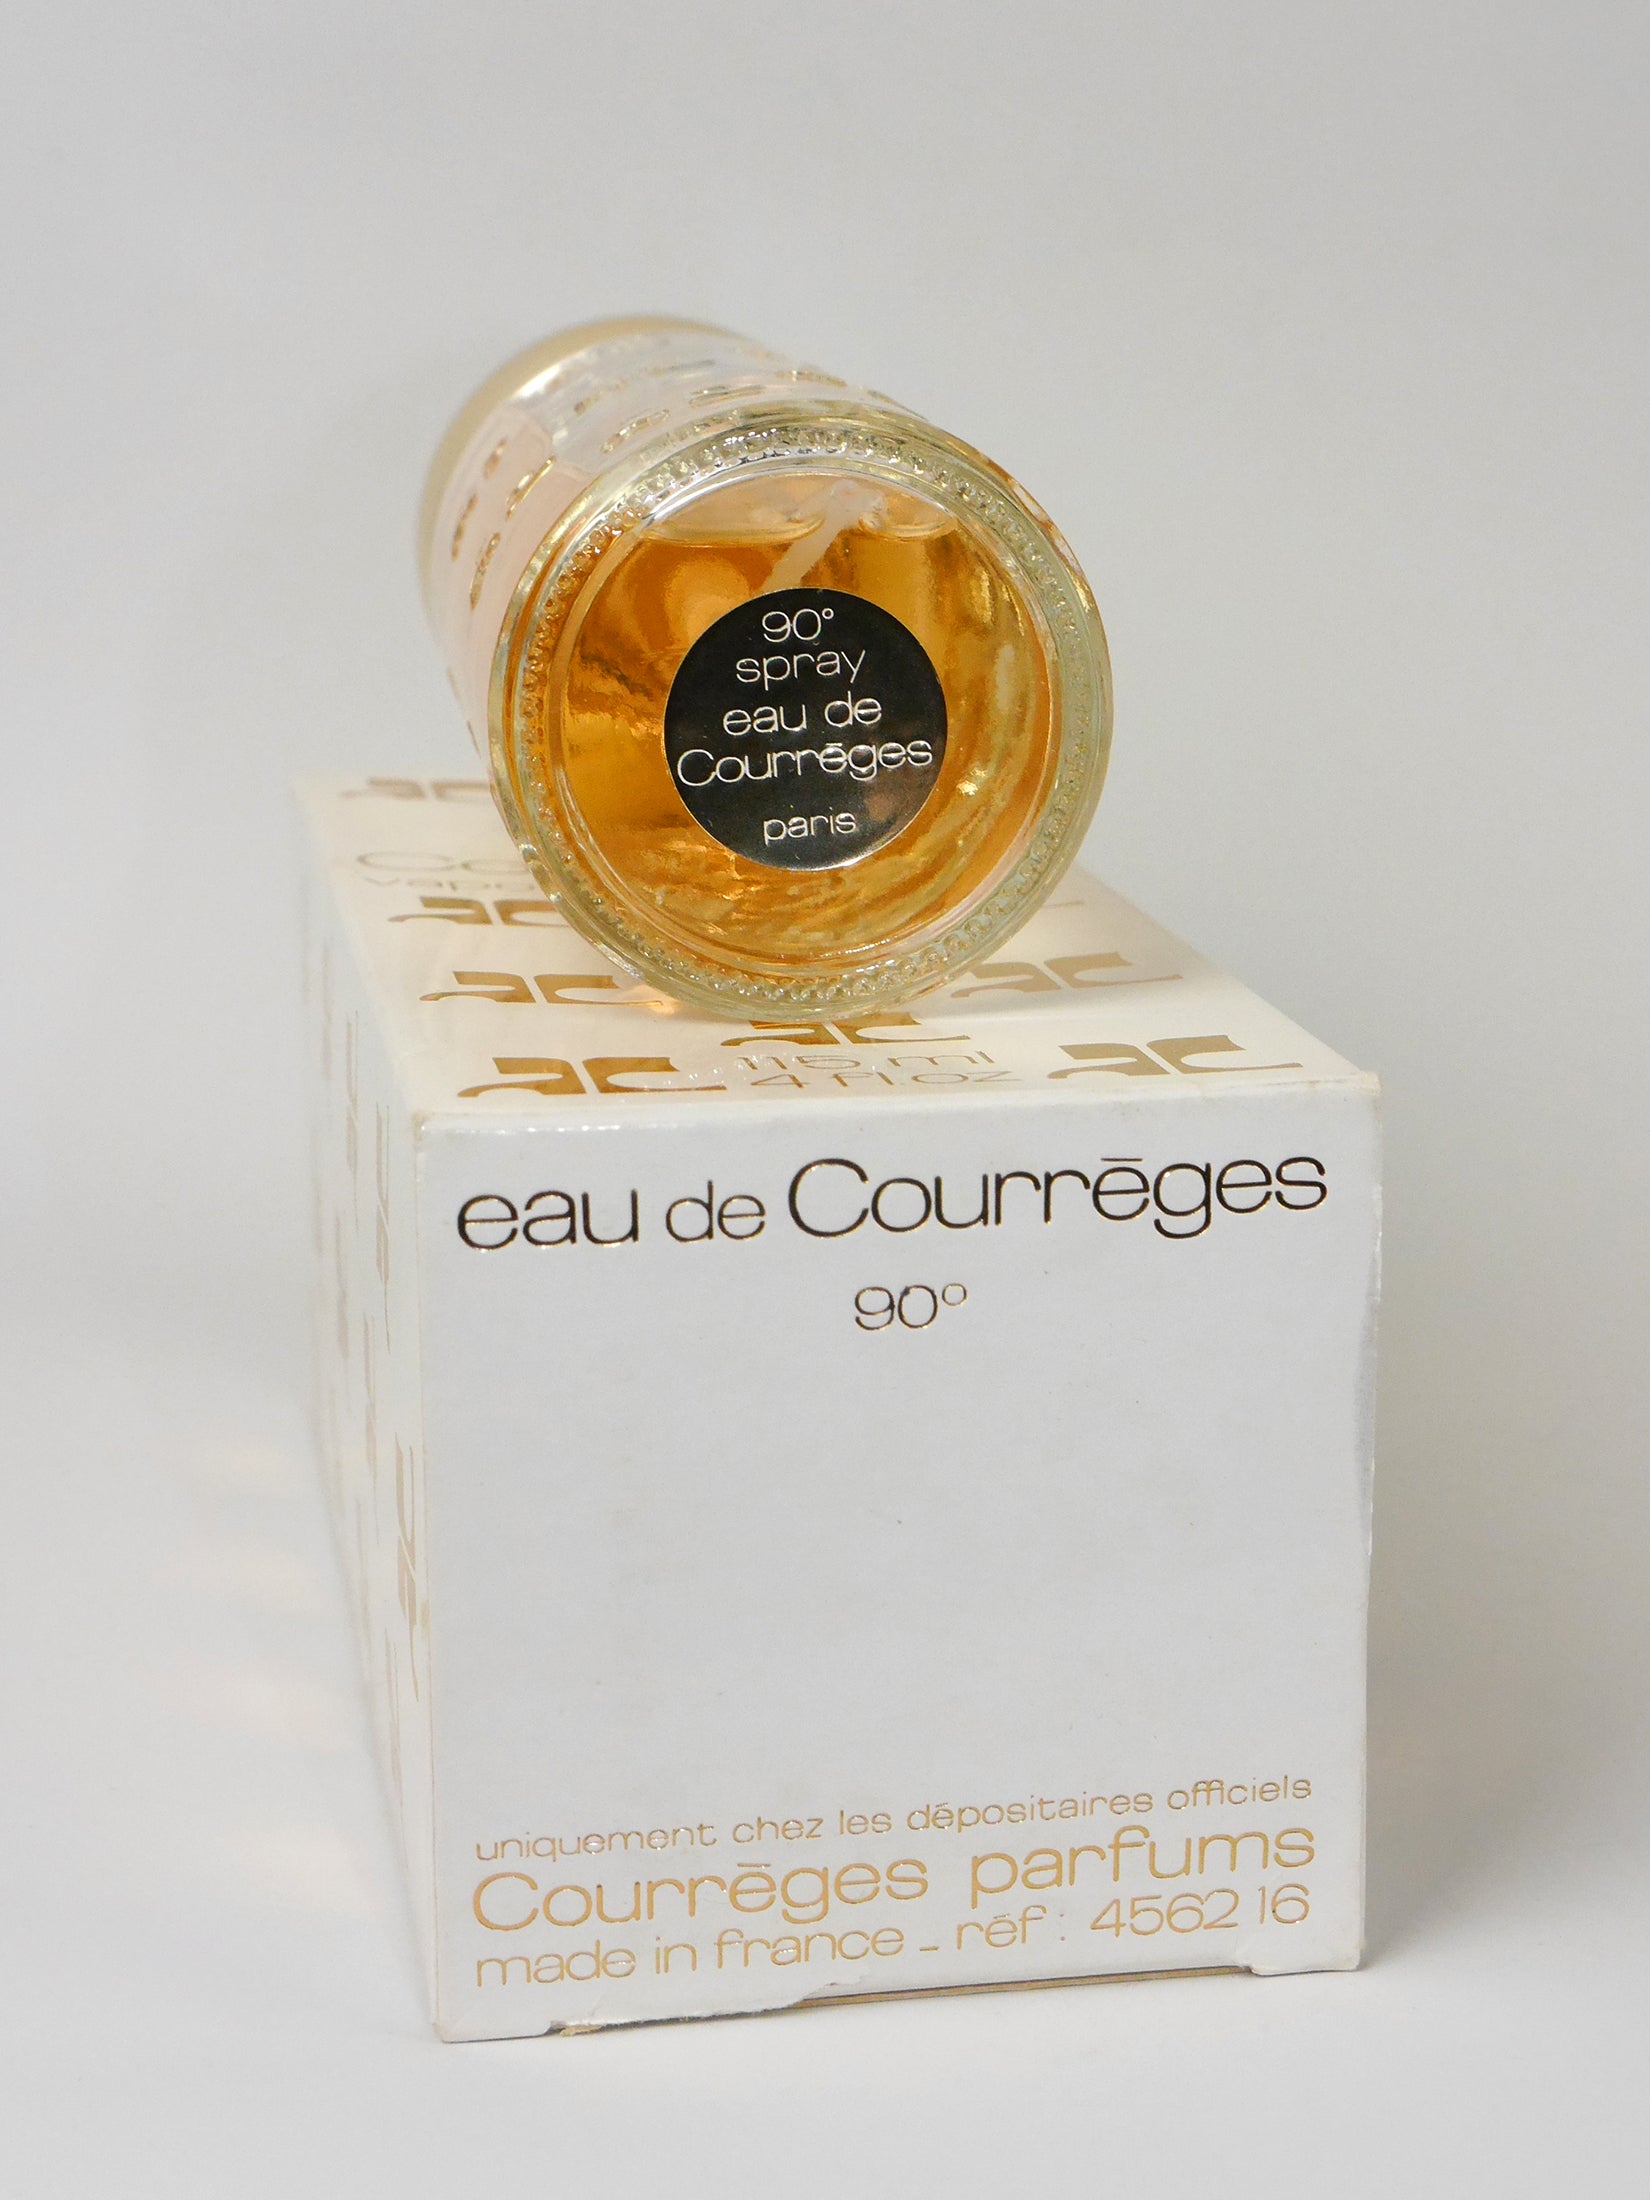 90°
spray
eau de
Courrēges
paris
115 ml
4 fl.oz
eau de Courrēges
90°
uniquement chez les dépositaires officiels
Courrēges parfums
made in france - réf : 4562 16